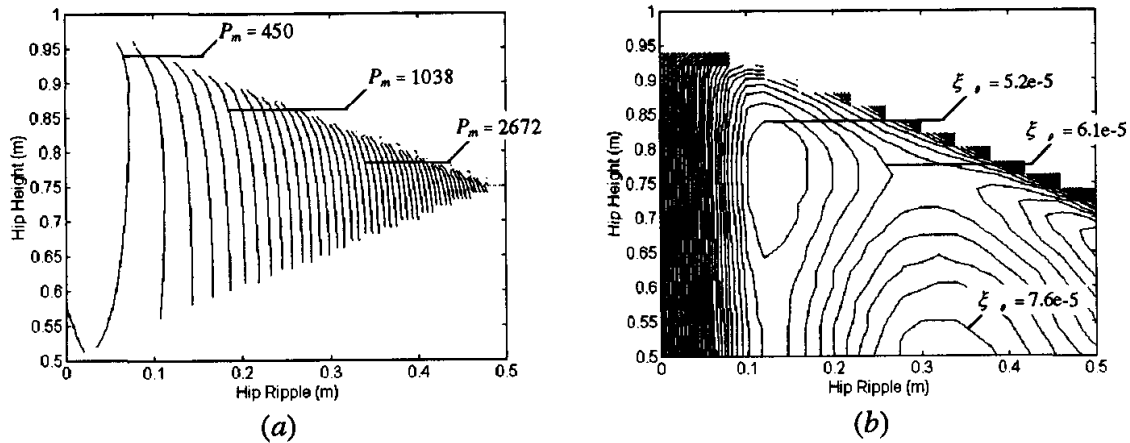 1
0.95
0.9
0.85
0.8
0.75
0.7
0.65
0.6
0.55
0.5
Hip Height (m)
P_m = 450
P_m = 1038
P_m = 2672
0 0.1 0.2 0.3 0.4 0.5
Hip Ripple (m)
(a)
1
0.95
0.9
0.85
0.8
0.75
0.7
0.65
0.6
0.55
0.5
Hip Height (m)
ξ_θ = 5.2e-5
ξ_θ = 6.1e-5
ξ_θ = 7.6e-5
0 0.1 0.2 0.3 0.4 0.5
Hip Ripple (m)
(b)